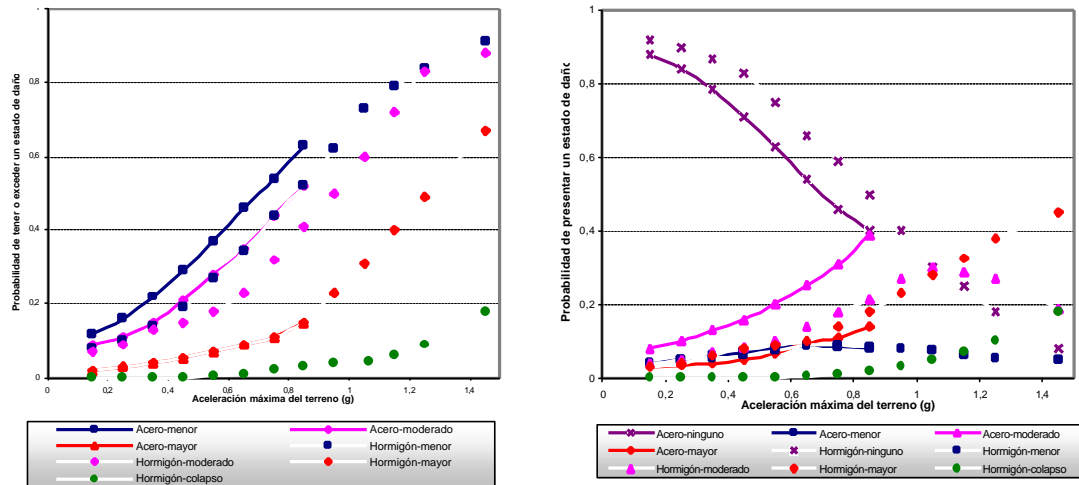 Probabilidad de tener o exceder un estado de daño
1
0,8
0,6
0,4
0,2
0
0 0,2 0,4 0,6 0,8 1 1,2 1,4
Aceleración máxima del terreno (g)
Acero-menor Acero-moderado
Acero-mayor Hormigón-menor
Hormigón-moderado Hormigón-mayor
Hormigón-colapso
Probabilidad de presentar un estado de daño
1
0,8
0,6
0,4
0,2
0
0 0,2 0,4 0,6 0,8 1 1,2 1,4
Aceleración máxima del terreno (g)
Acero-ninguno Acero-menor Acero-moderado
Acero-mayor Hormigón-ninguno Hormigón-menor
Hormigón-moderado Hormigón-mayor Hormigón-colapso